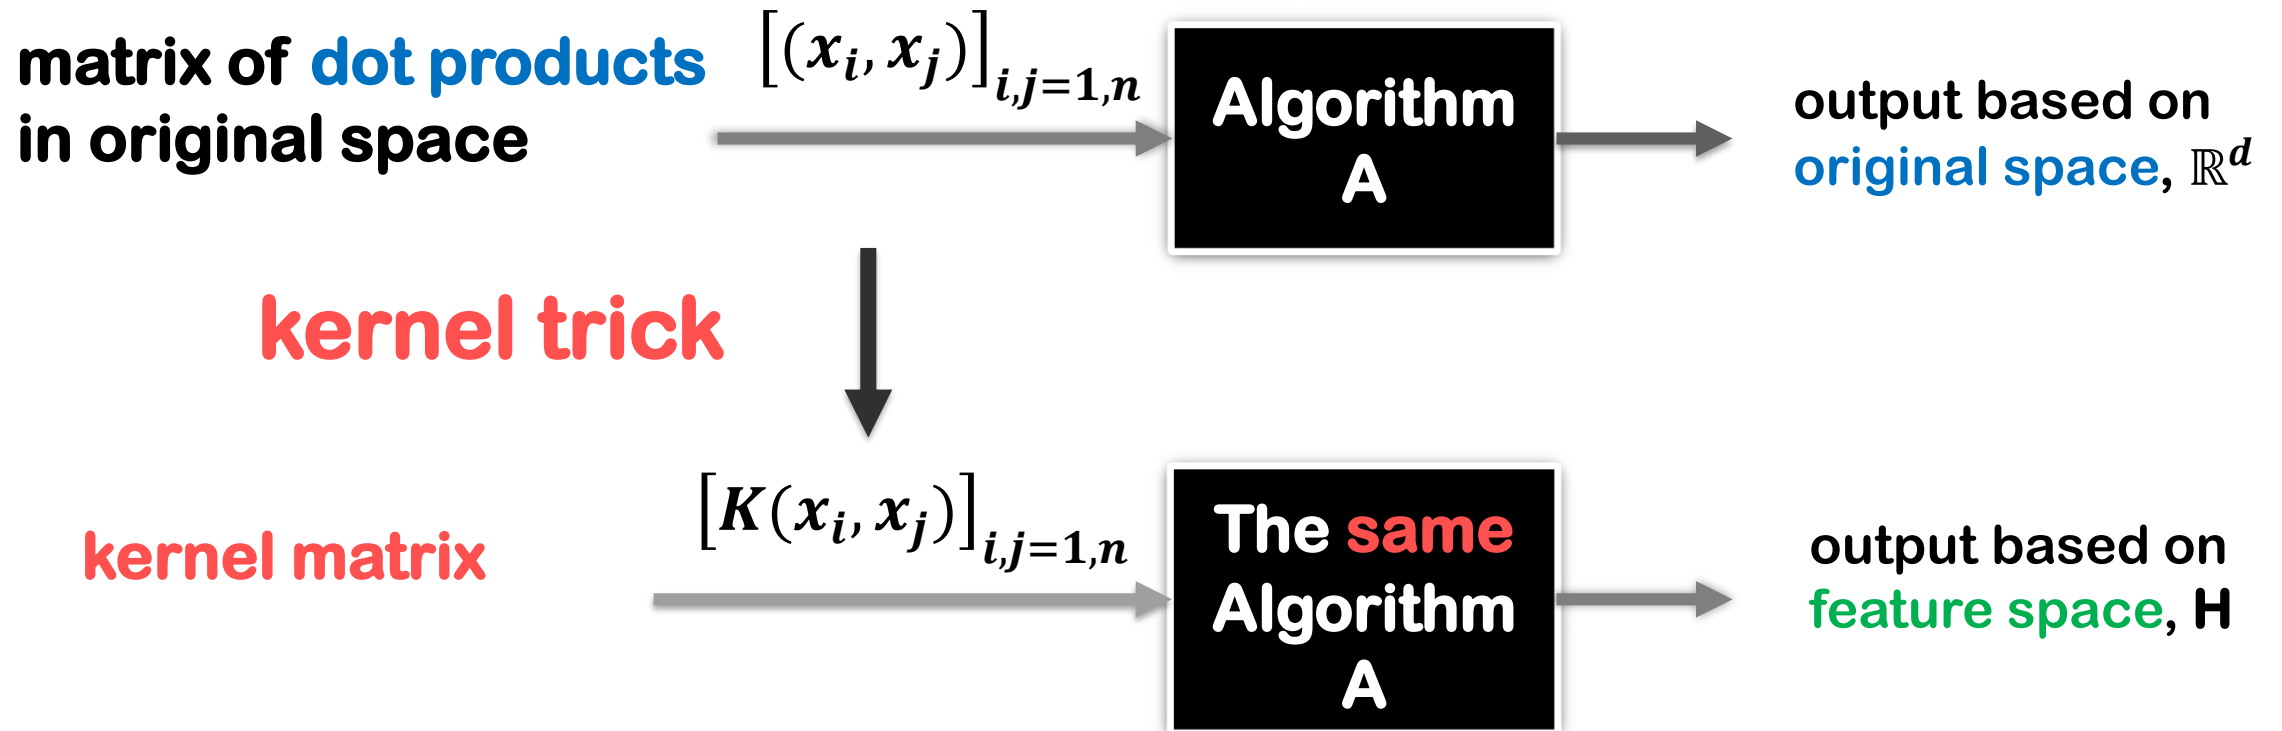 matrix of dot products
in original space
[(x_i, x_j)]_{i,j=1,n}
Algorithm
A
output based on
original space, ℝ^d
kernel trick
kernel matrix
[K(x_i, x_j)]_{i,j=1,n}
The same
Algorithm
A
output based on
feature space, H